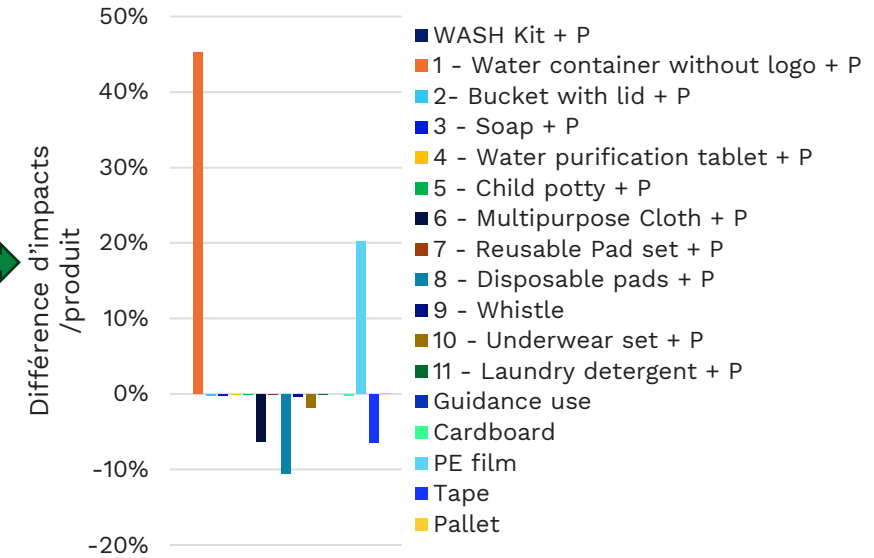 50%
40%
30%
20%
10%
0%
-10%
-20%
Différence d'impacts
/produit
WASH Kit + P
1 - Water container without logo + P
2- Bucket with lid + P
3 - Soap + P
4 - Water purification tablet + P
5 - Child potty + P
6 - Multipurpose Cloth + P
7 - Reusable Pad set + P
8 - Disposable pads + P
9 - Whistle
10 - Underwear set + P
11 - Laundry detergent + P
Guidance use
Cardboard
PE film
Tape
Pallet